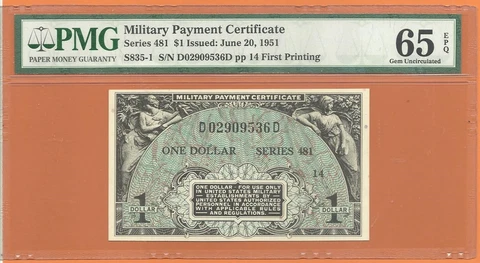 PMG
PAPER MONEY GUARANTY
Military Payment Certificate
Series 481 $1 Issued: June 20, 1951
S835-1 S/N D02909536D pp 14 First Printing
65 EPQ
Gem Uncirculated
MILITARY PAYMENT CERTIFICATE
D02909536D
ONE DOLLAR SERIES 481
14
ONE DOLLAR - FOR USE ONLY
IN UNITED STATES MILITARY
ESTABLISHMENTS BY
UNITED STATES AUTHORIZED
PERSONNEL IN ACCORDANCE
WITH APPLICABLE RULES
AND REGULATIONS.
1
DOLLAR
1
DOLLAR